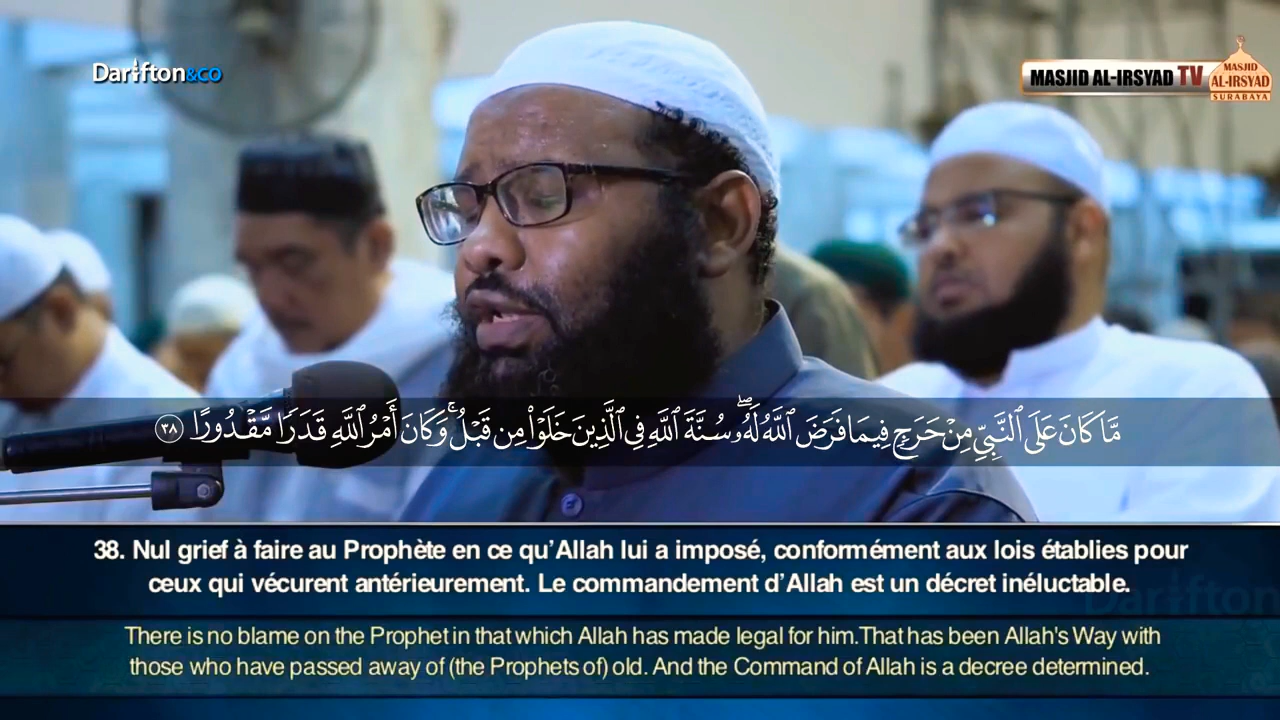 Darifton&CO
MASJID AL-IRSYAD TV
MASJID
AL-IRSYAD
SURABAYA
مَّا كَانَ عَلَى ٱلنَّبِيِّ مِنْ حَرَجٍ فِيمَا فَرَضَ ٱللَّهُ لَهُۥ ۖ سُنَّةَ ٱللَّهِ فِي ٱلَّذِينَ خَلَوْا۟ مِن قَبْلُ ۚ وَكَانَ أَمْرُ ٱللَّهِ قَدَرًا مَّقْدُورًا ٣٨
38. Nul grief à faire au Prophète en ce qu’Allah lui a imposé, conformément aux lois établies pour
ceux qui vécurent antérieurement. Le commandement d’Allah est un décret inéluctable.
Darifton
There is no blame on the Prophet in that which Allah has made legal for him.That has been Allah's Way with
those who have passed away of (the Prophets of) old. And the Command of Allah is a decree determined.